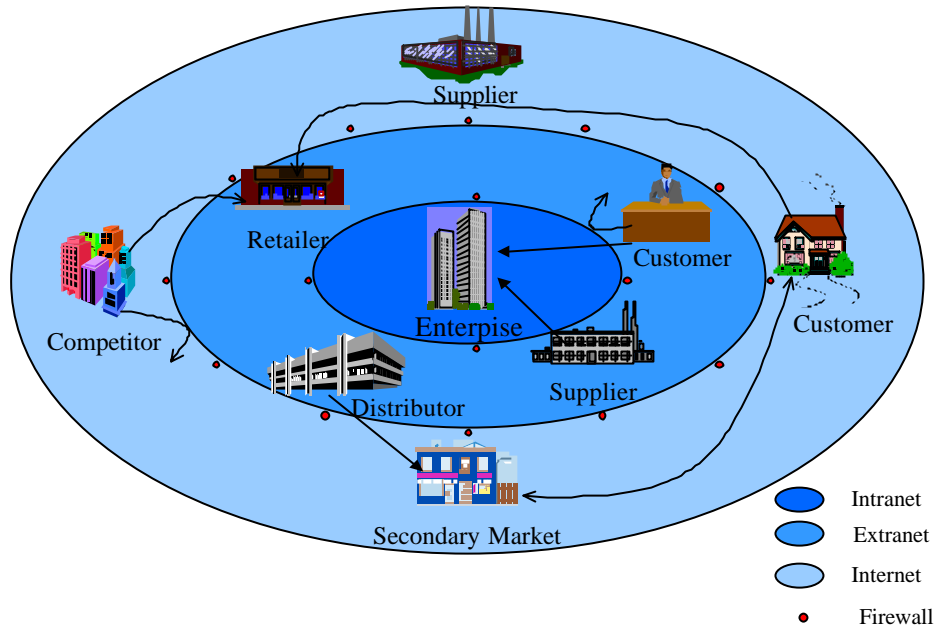 Supplier
Retailer
Customer
Enterpise
Competitor
Customer
Supplier
Distributor
Secondary Market
Intranet
Extranet
Internet
Firewall